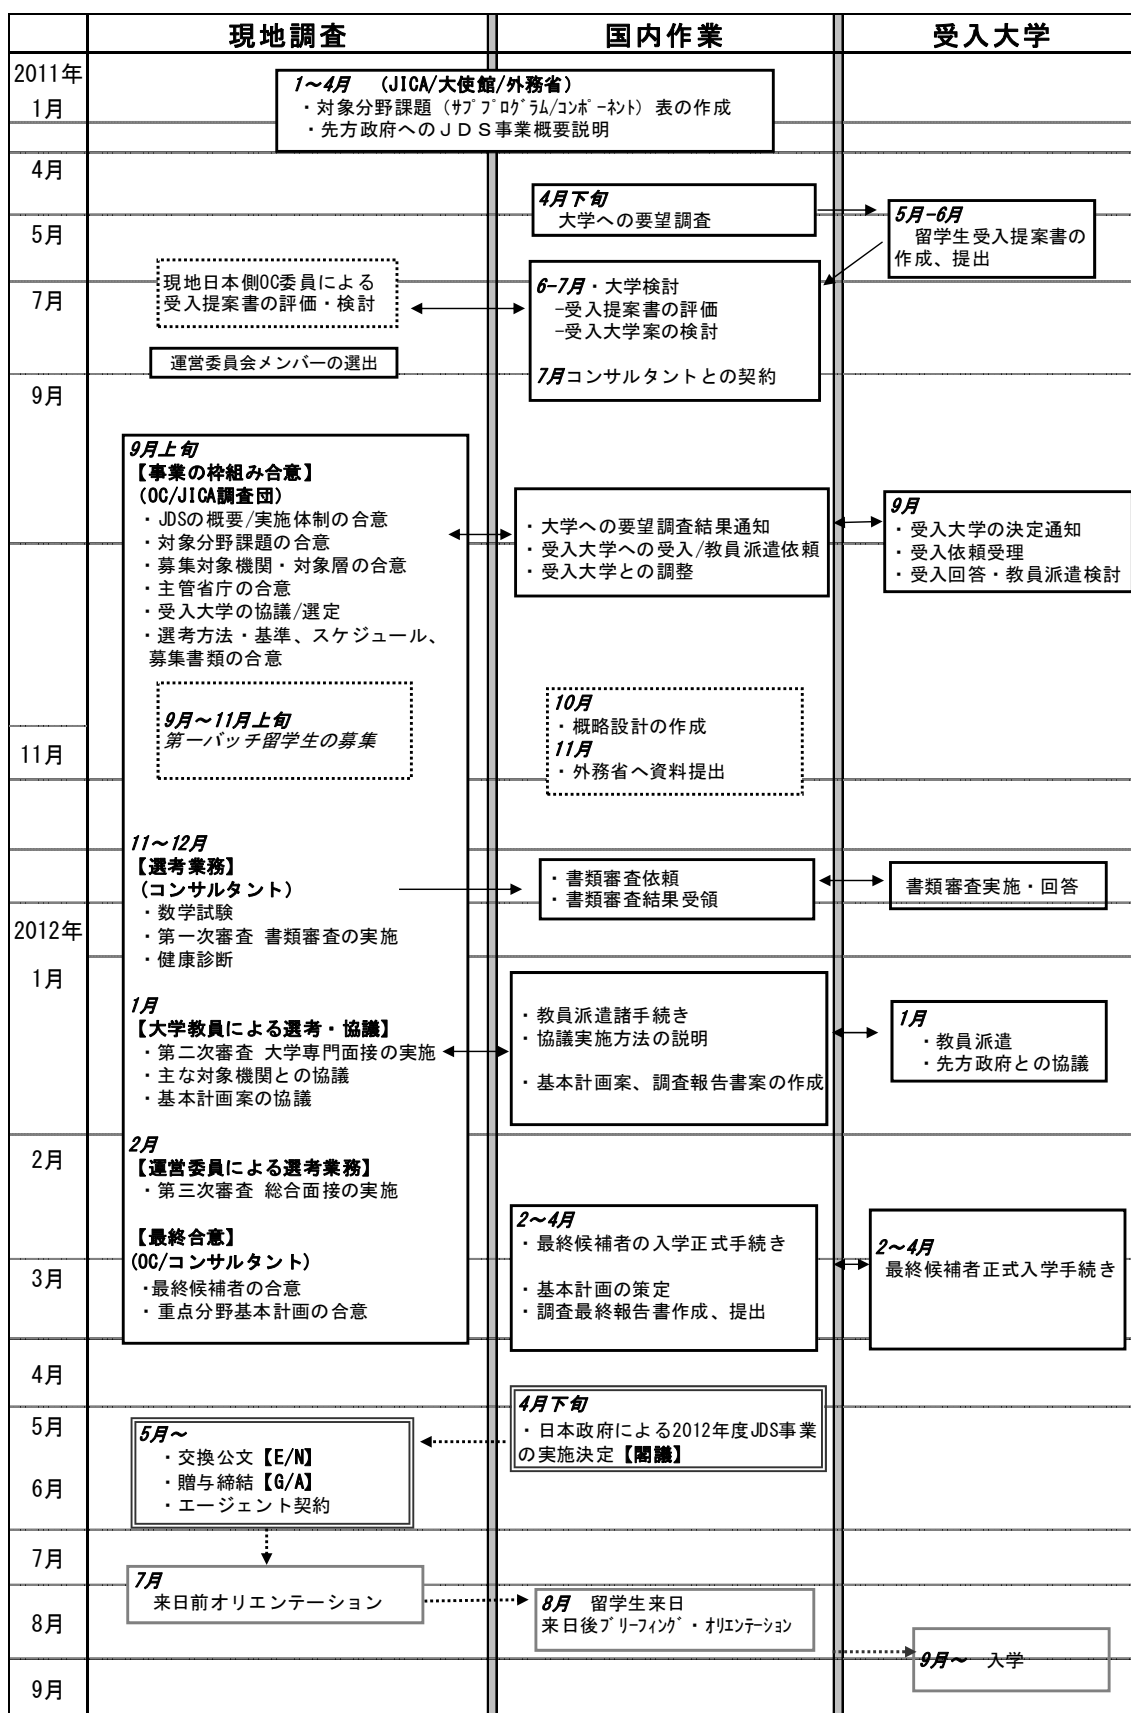 現地調査
国内作業
受入大学
2011年
1月
1～4月 (JICA/大使館/外務省)
・対象分野課題（ｻﾌﾞﾌﾟﾛｸﾞﾗﾑ/ｺﾝﾎﾟｰﾈﾝﾄ）表の作成
・先方政府へのＪＤＳ事業概要説明
4月
4月下旬
大学への要望調査
5月-6月
留学生受入提案書の
作成、提出
5月
現地日本側OC委員による
受入提案書の評価・検討
6-7月・大学検討
-受入提案書の評価
-受入大学案の検討
7月コンサルタントとの契約
7月
運営委員会メンバーの選出
9月
9月上旬
【事業の枠組み合意】
(OC/JICA調査団)
・JDSの概要/実施体制の合意
・対象分野課題の合意
・募集対象機関・対象層の合意
・主管省庁の合意
・受入大学の協議/選定
・選考方法・基準、スケジュール、
募集書類の合意
・大学への要望調査結果通知
・受入大学への受入/教員派遣依頼
・受入大学との調整
9月
・受入大学の決定通知
・受入依頼受理
・受入回答・教員派遣検討
9月～11月上旬
第一バッチ留学生の募集
10月
・概略設計の作成
11月
・外務省へ資料提出
11月
11～12月
【選考業務】
(コンサルタント)
・数学試験
・第一次審査 書類審査の実施
・健康診断
・書類審査依頼
・書類審査結果受領
書類審査実施・回答
2012年
1月
1月
【大学教員による選考・協議】
・第二次審査 大学専門面接の実施
・主な対象機関との協議
・基本計画案の協議
・教員派遣諸手続き
・協議実施方法の説明
・基本計画案、調査報告書案の作成
1月
・教員派遣
・先方政府との協議
2月
2月
【運営委員による選考業務】
・第三次審査 総合面接の実施
【最終合意】
(OC/コンサルタント)
・最終候補者の合意
・重点分野基本計画の合意
2～4月
・最終候補者の入学正式手続き
・基本計画の策定
・調査最終報告書作成、提出
2～4月
最終候補者正式入学手続き
3月
4月
4月下旬
・日本政府による2012年度JDS事業
の実施決定【閣議】
5月
5月～
・交換公文【E/N】
・贈与締結【G/A】
・エージェント契約
6月
7月
7月
来日前オリエンテーション
8月 留学生来日
来日後ﾌﾞﾘｰﾌｨﾝｸﾞ・ｵﾘｴﾝﾃｰｼｮﾝ
8月
9月～ 入学
9月